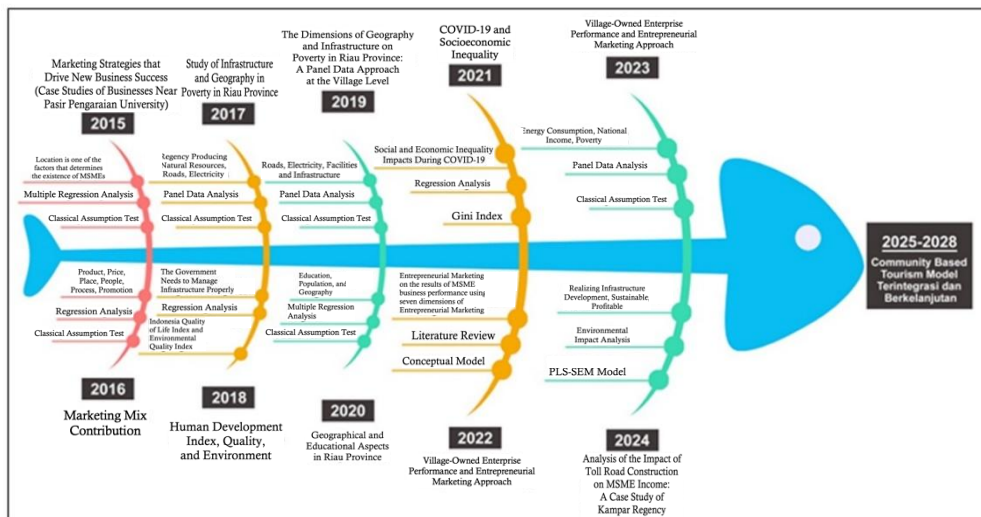 Marketing Strategies that
Drive New Business Success
(Case Studies of Businesses Near
Pasir Pengaraian University)
2015
Location is one of the
factors that determines
the existence of MSMEs
Multiple Regression Analysis
Classical Assumption Test
Product, Price,
Place, People,
Process, Promotion
Regression Analysis
Classical Assumption Test
2016
Marketing Mix
Contribution
Study of Infrastructure
and Geography in
Poverty in Riau Province
2017
Regency Producing
Natural Resources,
Roads, Electricity
Panel Data Analysis
Classical Assumption Test
The Government
Needs to Manage
Infrastructure Properly
Regression Analysis
Indonesia Quality
of Life Index and
Environmental
Quality Index
2018
Human Development
Index, Quality,
and Environment
The Dimensions of Geography
and Infrastructure on
Poverty in Riau Province:
A Panel Data Approach
at the Village Level
2019
Roads, Electricity, Facilities
and Infrastructure
Panel Data Analysis
Classical Assumption Test
Education,
Population, and
Geography
Multiple Regression
Analysis
Classical Assumption Test
2020
Geographical and
Educational Aspects
in Riau Province
COVID-19 and
Socioeconomic
Inequality
2021
Social and Economic Inequality
Impacts During COVID-19
Regression Analysis
Gini Index
Entrepreneurial Marketing
on the results of MSME
business performance using
seven dimensions of
Entrepreneurial Marketing
Literature Review
Conceptual Model
2022
Village-Owned Enterprise
Performance and Entrepreneurial
Marketing Approach
Village-Owned Enterprise
Performance and Entrepreneurial
Marketing Approach
2023
Energy Consumption, National
Income, Poverty
Panel Data Analysis
Classical Assumption Test
Realizing Infrastructure
Development, Sustainable,
Profitable
Environmental
Impact Analysis
PLS-SEM Model
2024
Analysis of the Impact of
Toll Road Construction
on MSME Income:
A Case Study of
Kampar Regency
2025-2028
Community Based
Tourism Model
Terintegrasi dan
Berkelanjutan